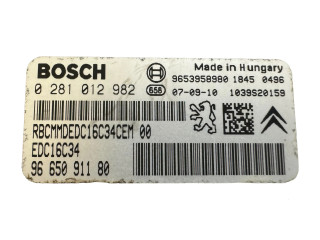 BOSCH
Made in Hungary
9653958980 1845 0496
0 281 012 982
656
07-09-10 1039S20159
RBCMMDEDC16C34CEM 00
EDC16C34
96 650 911 80